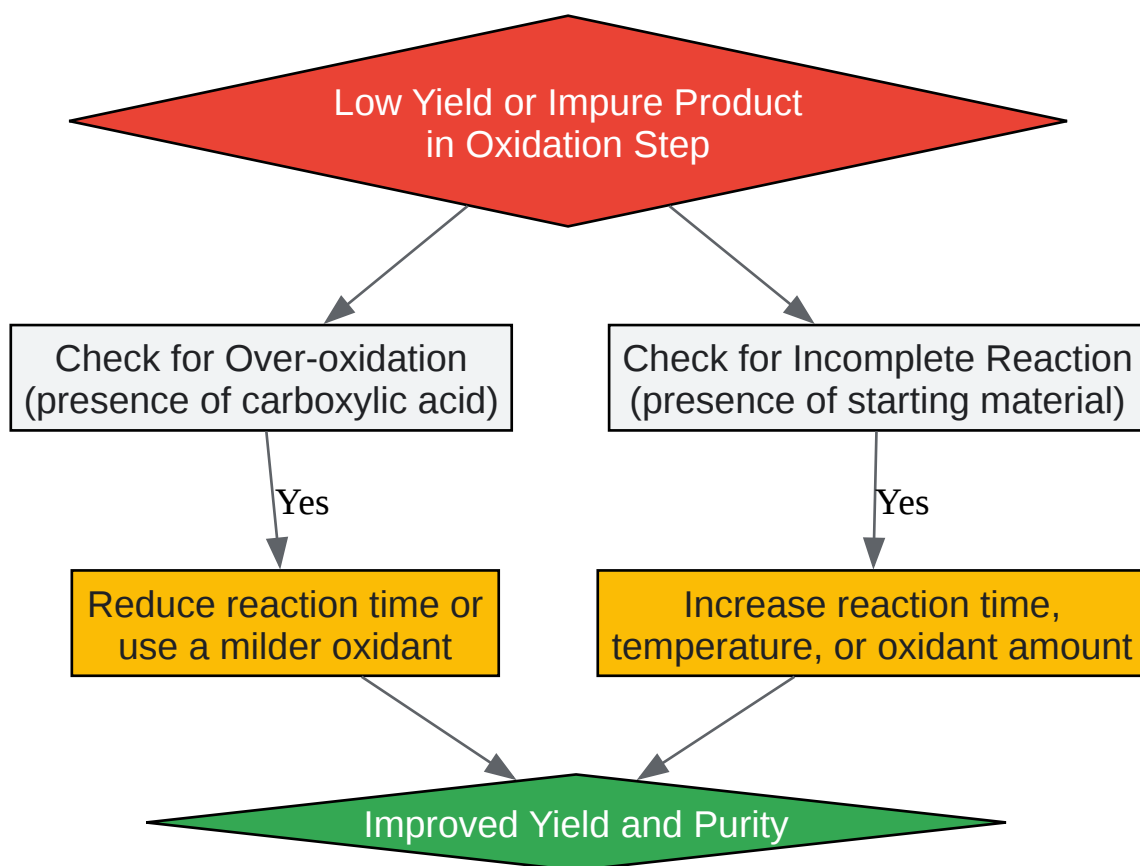 Low Yield or Impure Product
in Oxidation Step
Check for Over-oxidation
(presence of carboxylic acid)
Check for Incomplete Reaction
(presence of starting material)
Yes
Yes
Reduce reaction time or
use a milder oxidant
Increase reaction time,
temperature, or oxidant amount
Improved Yield and Purity